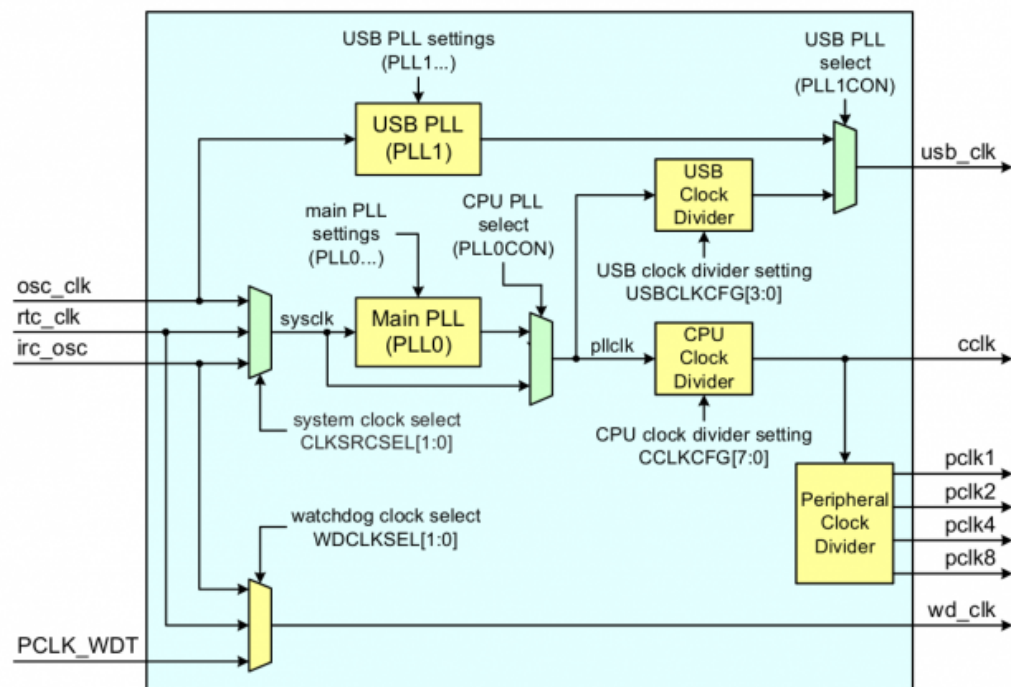 USB PLL settings
(PLL1...)
USB PLL
select
(PLL1CON)
USB PLL
(PLL1)
usb_clk
USB
Clock
Divider
main PLL
settings
(PLL0...)
CPU PLL
select
(PLL0CON)
USB clock divider setting
USBCLKCFG[3:0]
osc_clk
rtc_clk
irc_osc
sysclk
Main PLL
(PLL0)
pllclk
CPU
Clock
Divider
cclk
system clock select
CLKSRCSEL[1:0]
CPU clock divider setting
CCLKCFG[7:0]
Peripheral
Clock
Divider
pclk1
pclk2
pclk4
pclk8
watchdog clock select
WDCLKSEL[1:0]
PCLK_WDT
wd_clk